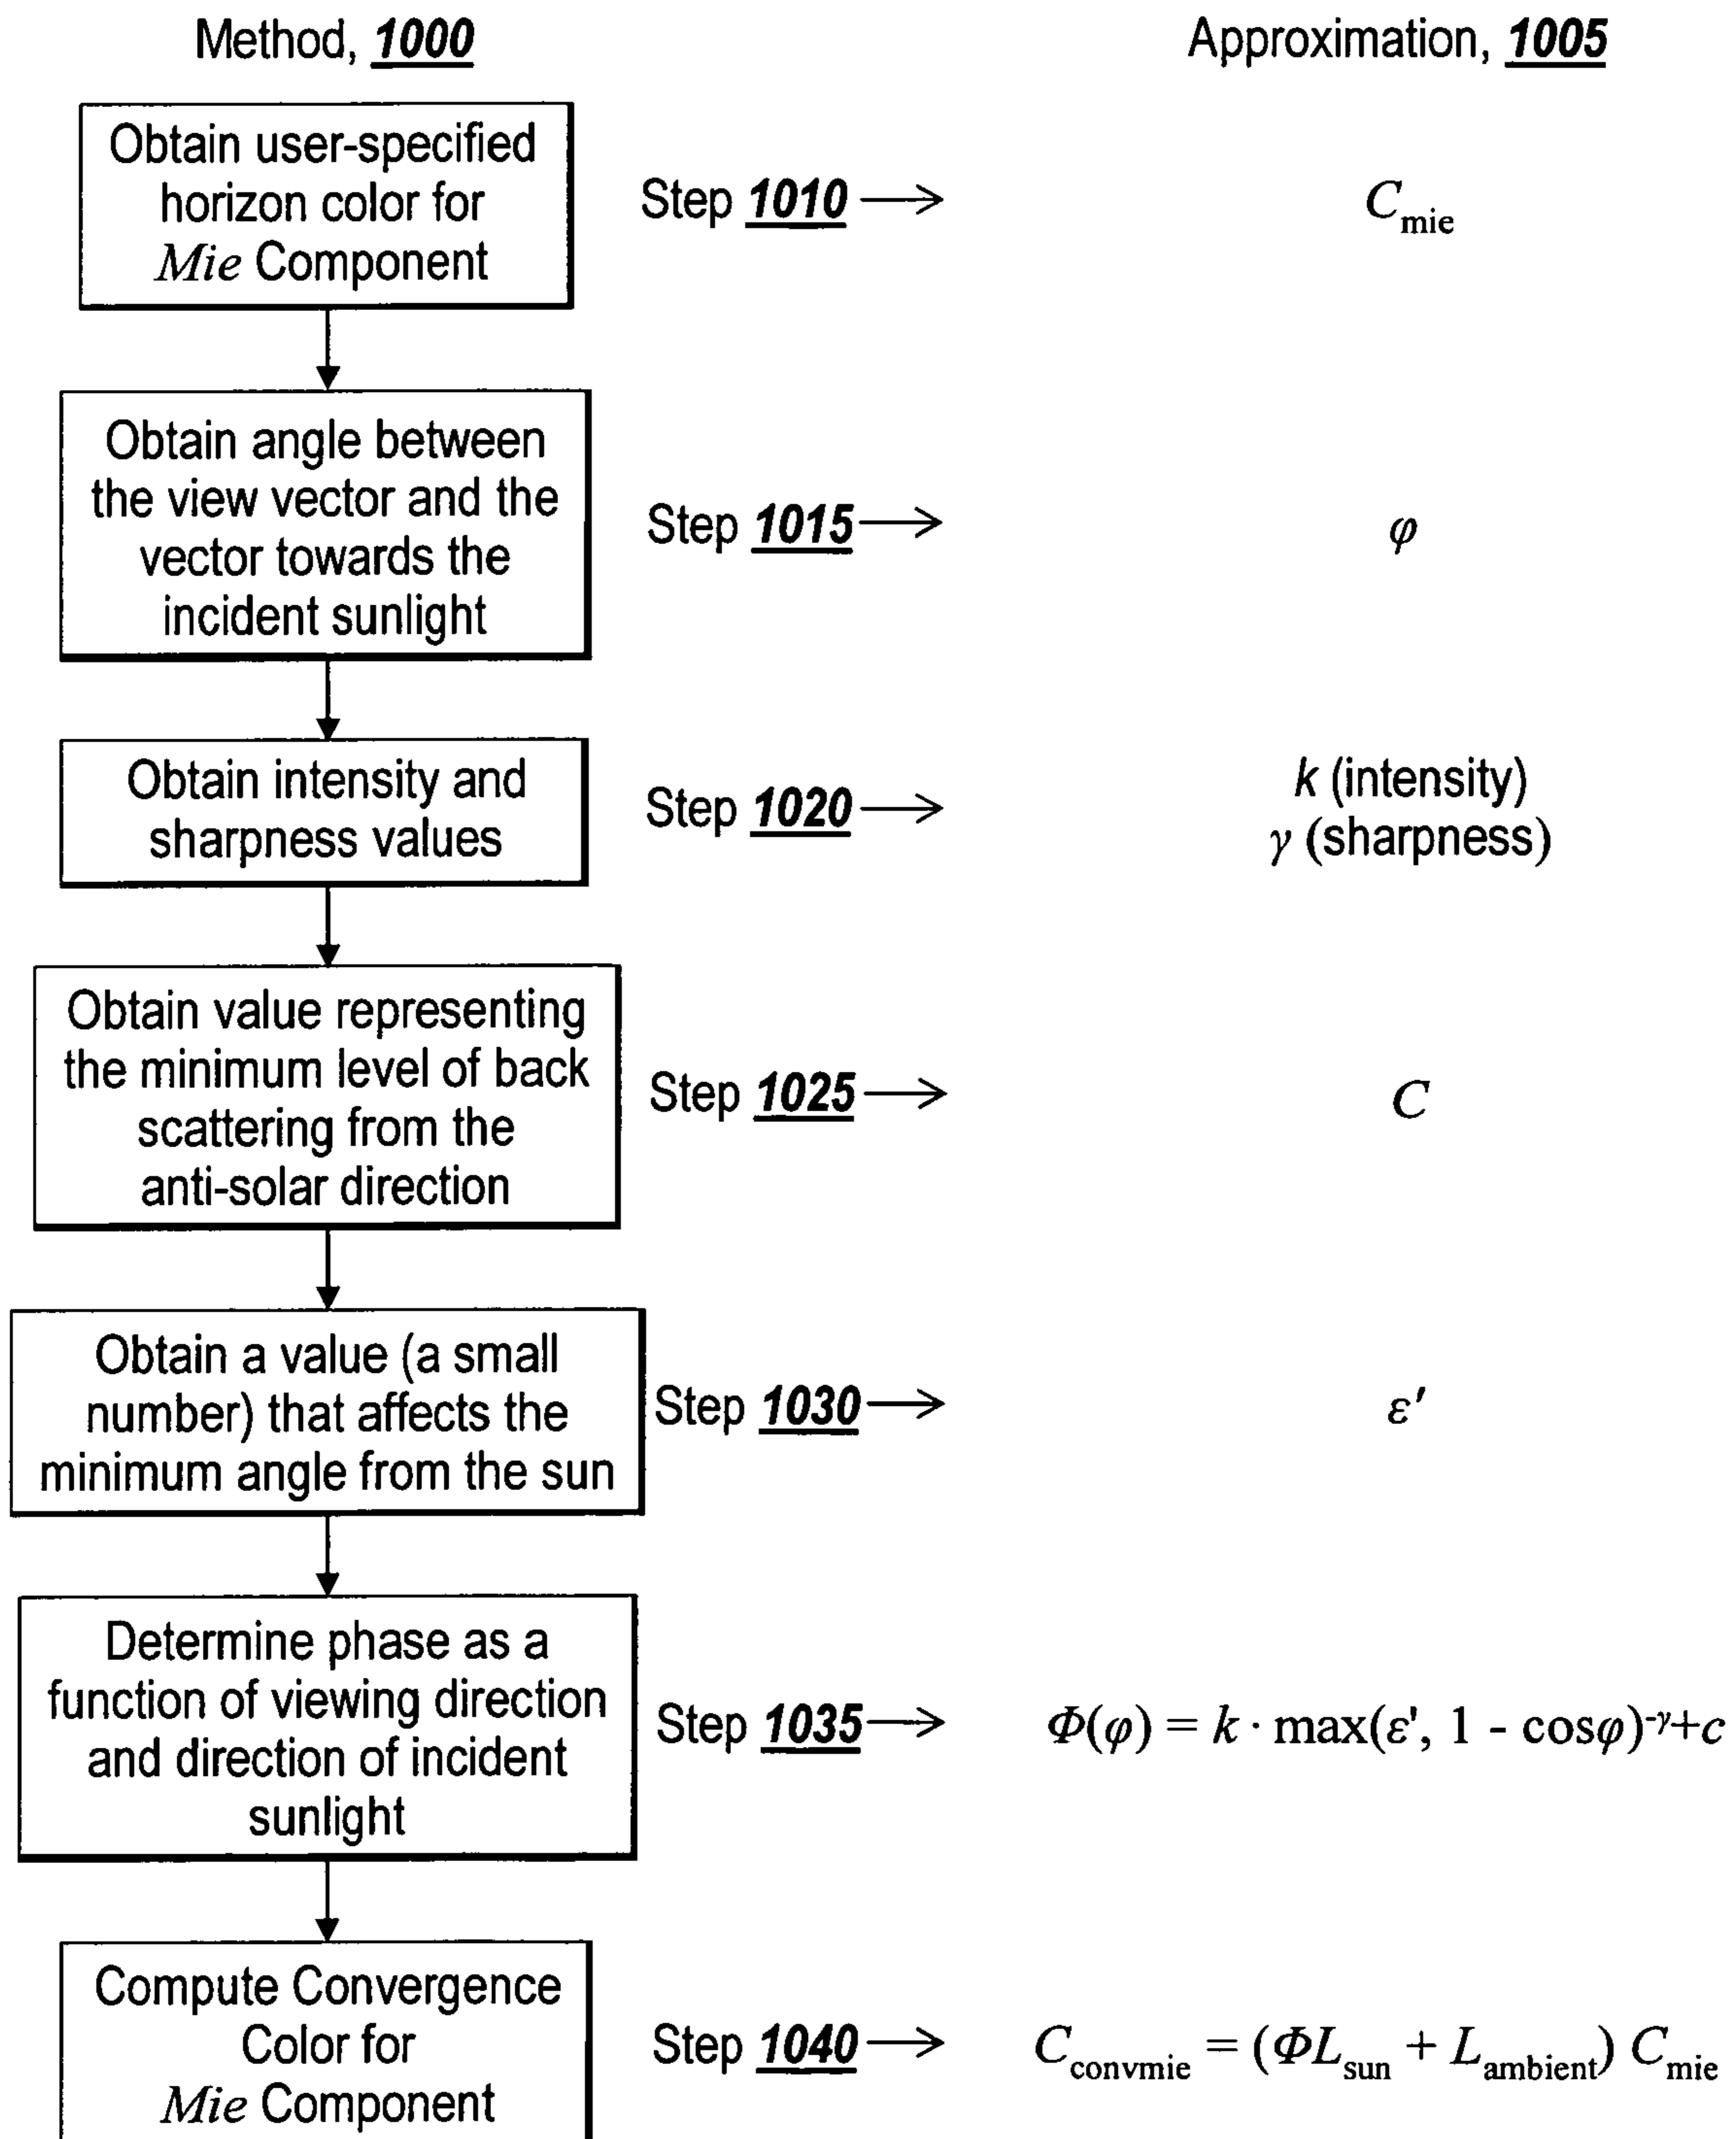 Method, 1000
Approximation, 1005
Obtain user-specified
horizon color for
Mie Component
Step 1010 →
C_mie
Obtain angle between
the view vector and the
vector towards the
incident sunlight
Step 1015 →
φ
Obtain intensity and
sharpness values
Step 1020 →
k (intensity)
γ (sharpness)
Obtain value representing
the minimum level of back
scattering from the
anti-solar direction
Step 1025 →
C
Obtain a value (a small
number) that affects the
minimum angle from the sun
Step 1030 →
ε'
Determine phase as a
function of viewing direction
and direction of incident
sunlight
Step 1035 →
Φ(φ) = k · max(ε', 1 - cosφ)^-γ+c
Compute Convergence
Color for
Mie Component
Step 1040 →
C_convmie = (ΦL_sun + L_ambient) C_mie